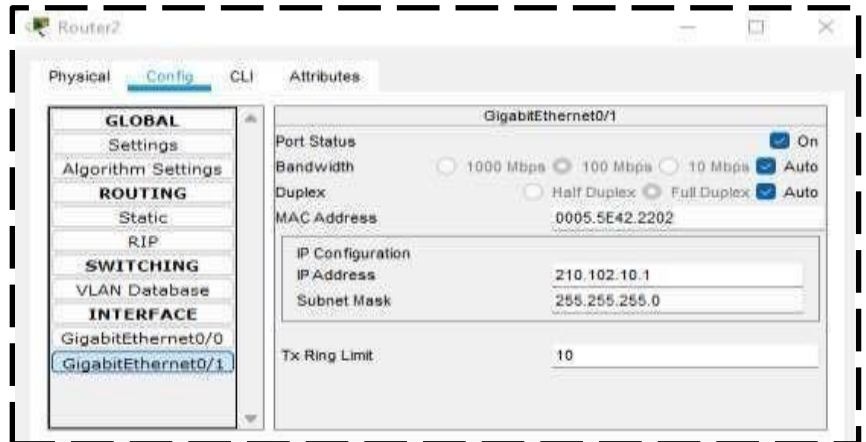 Router2
Physical Config CLI Attributes
GLOBAL
Settings
Algorithm Settings
ROUTING
Static
RIP
SWITCHING
VLAN Database
INTERFACE
GigabitEthernet0/0
GigabitEthernet0/1
GigabitEthernet0/1
Port Status On
Bandwidth 1000 Mbps 100 Mbps 10 Mbps Auto
Duplex Half Duplex Full Duplex Auto
MAC Address 0005.5E42.2202
IP Configuration
IP Address 210.102.10.1
Subnet Mask 255.255.255.0
Tx Ring Limit 10